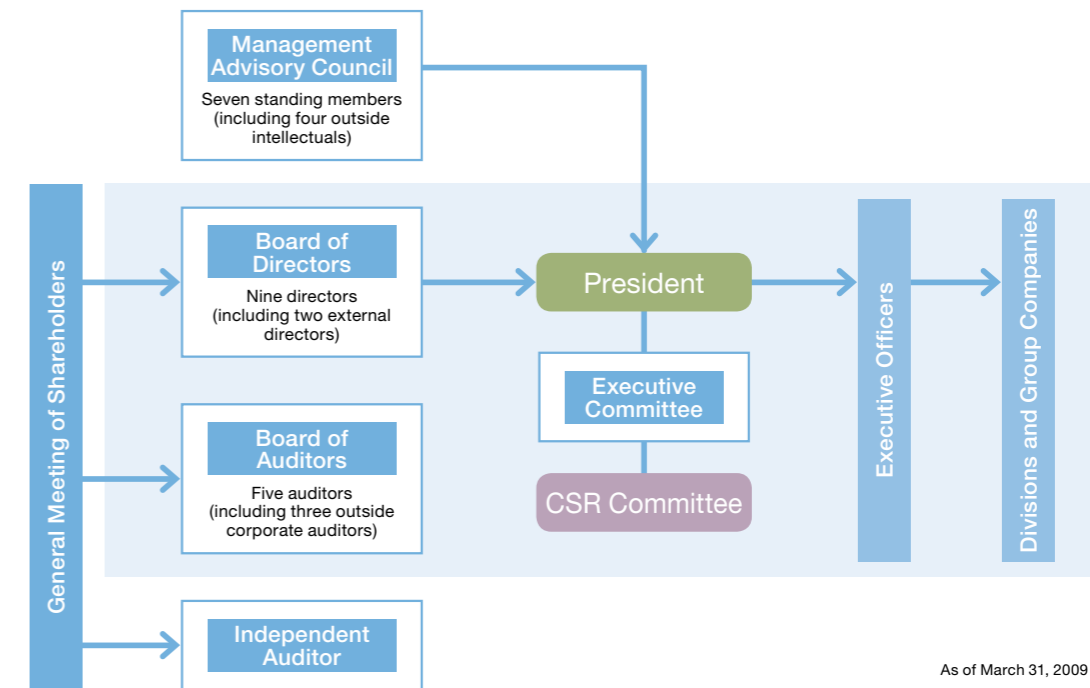 Management
Advisory Council
Seven standing members
(including four outside
intellectuals)
General Meeting of Shareholders
Board of
Directors
Nine directors
(including two external
directors)
President
Executive
Committee
CSR Committee
Executive Officers
Divisions and Group Companies
Board of
Auditors
Five auditors
(including three outside
corporate auditors)
Independent
Auditor
As of March 31, 2009